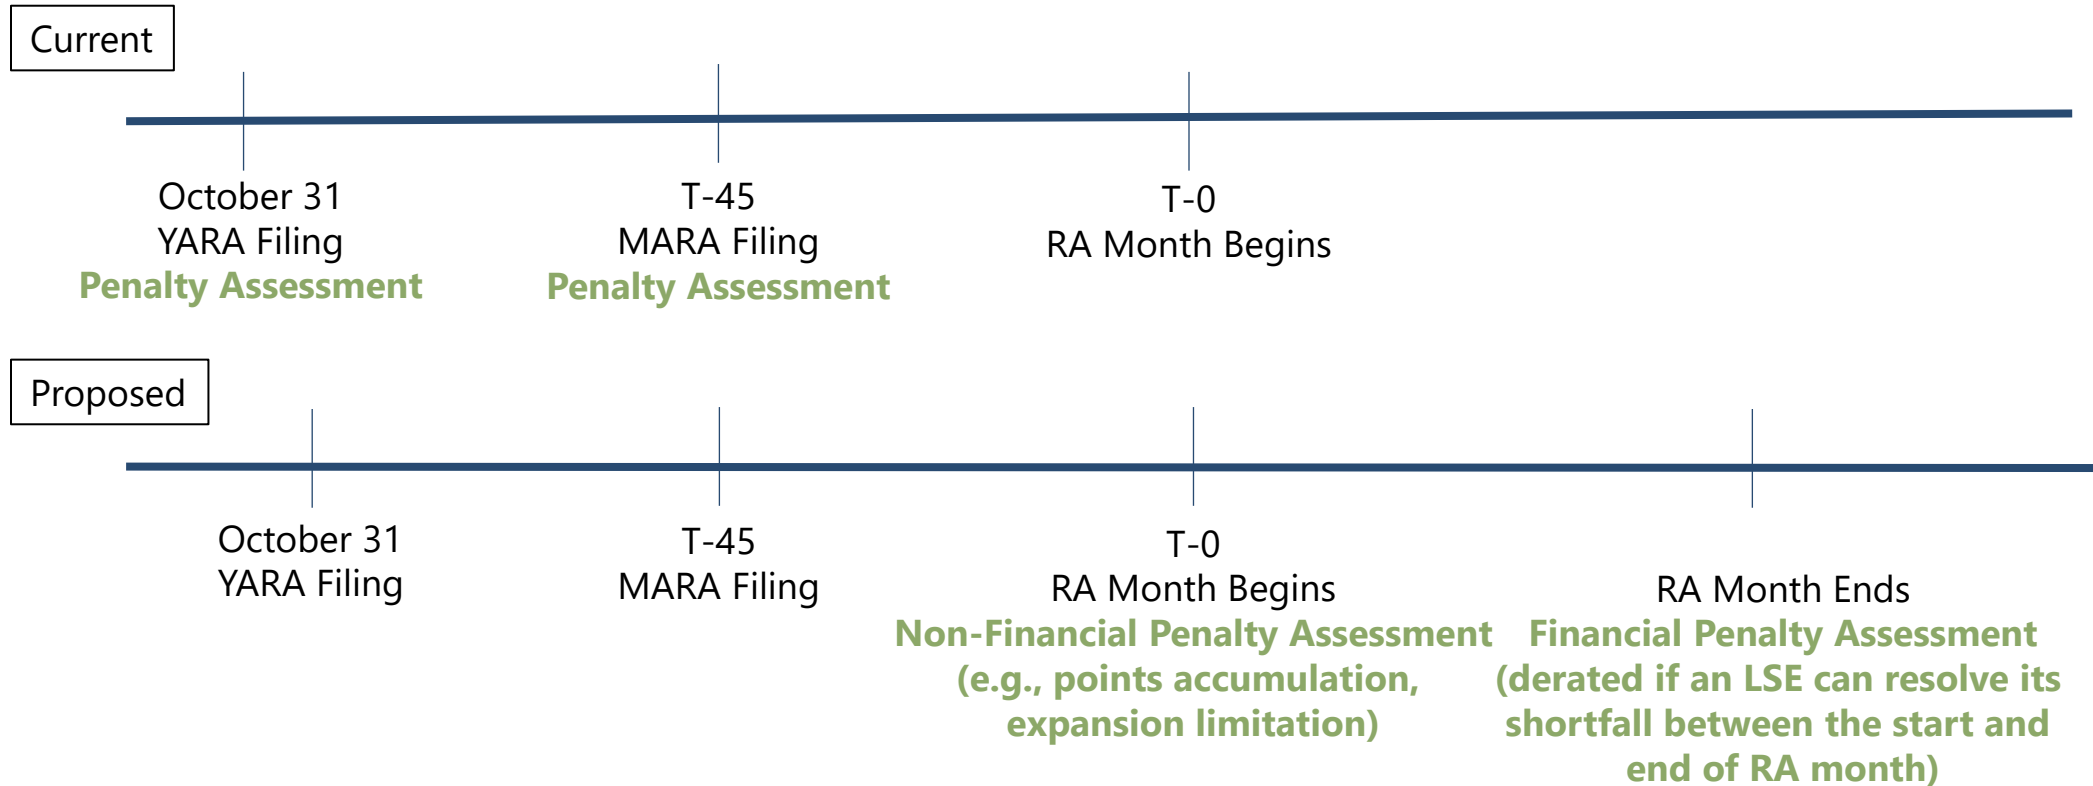 Current
October 31
YARA Filing
Penalty Assessment
T-45
MARA Filing
Penalty Assessment
T-0
RA Month Begins
Proposed
October 31
YARA Filing
T-45
MARA Filing
T-0
RA Month Begins
Non-Financial Penalty Assessment
(e.g., points accumulation,
expansion limitation)
RA Month Ends
Financial Penalty Assessment
(derated if an LSE can resolve its
shortfall between the start and
end of RA month)